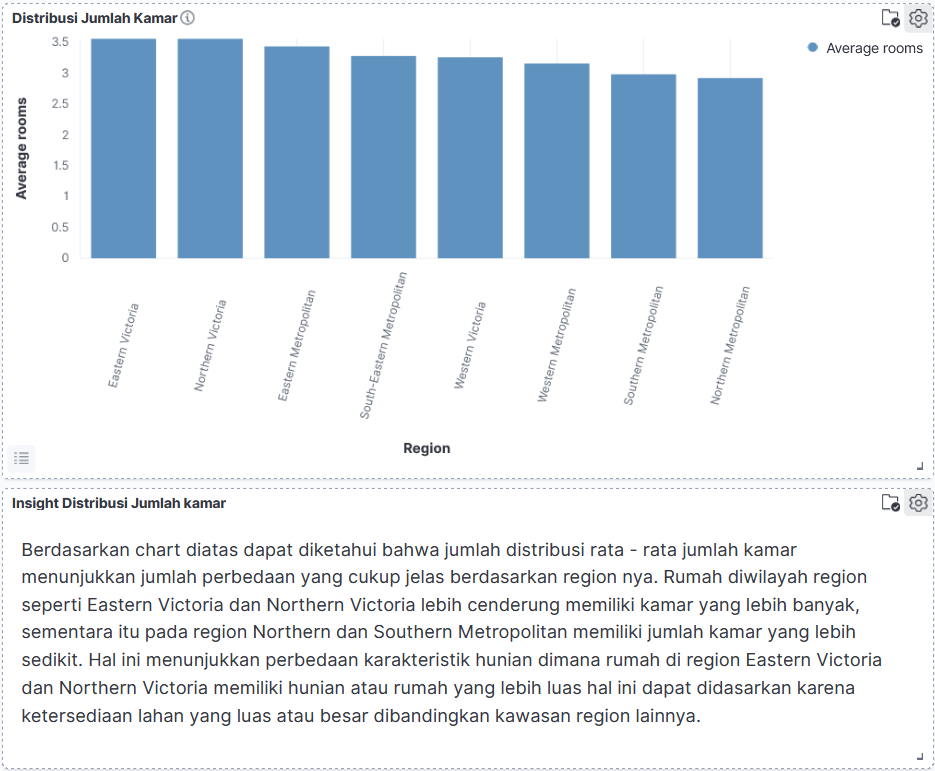 Distribusi Jumlah Kamar
Average rooms
3.5
3
2.5
2
1.5
1
0.5
0
Average rooms
Eastern Victoria
Northern Victoria
Eastern Metropolitan
South-Eastern Metropolitan
Western Victoria
Western Metropolitan
Southern Metropolitan
Northern Metropolitan
Region
Insight Distribusi Jumlah kamar
Berdasarkan chart diatas dapat diketahui bahwa jumlah distribusi rata - rata jumlah kamar
menunjukkan jumlah perbedaan yang cukup jelas berdasarkan region nya. Rumah diwilayah region
seperti Eastern Victoria dan Northern Victoria lebih cenderung memiliki kamar yang lebih banyak,
sementara itu pada region Northern dan Southern Metropolitan memiliki jumlah kamar yang lebih
sedikit. Hal ini menunjukkan perbedaan karakteristik hunian dimana rumah di region Eastern Victoria
dan Northern Victoria memiliki hunian atau rumah yang lebih luas hal ini dapat didasarkan karena
ketersediaan lahan yang luas atau besar dibandingkan kawasan region lainnya.